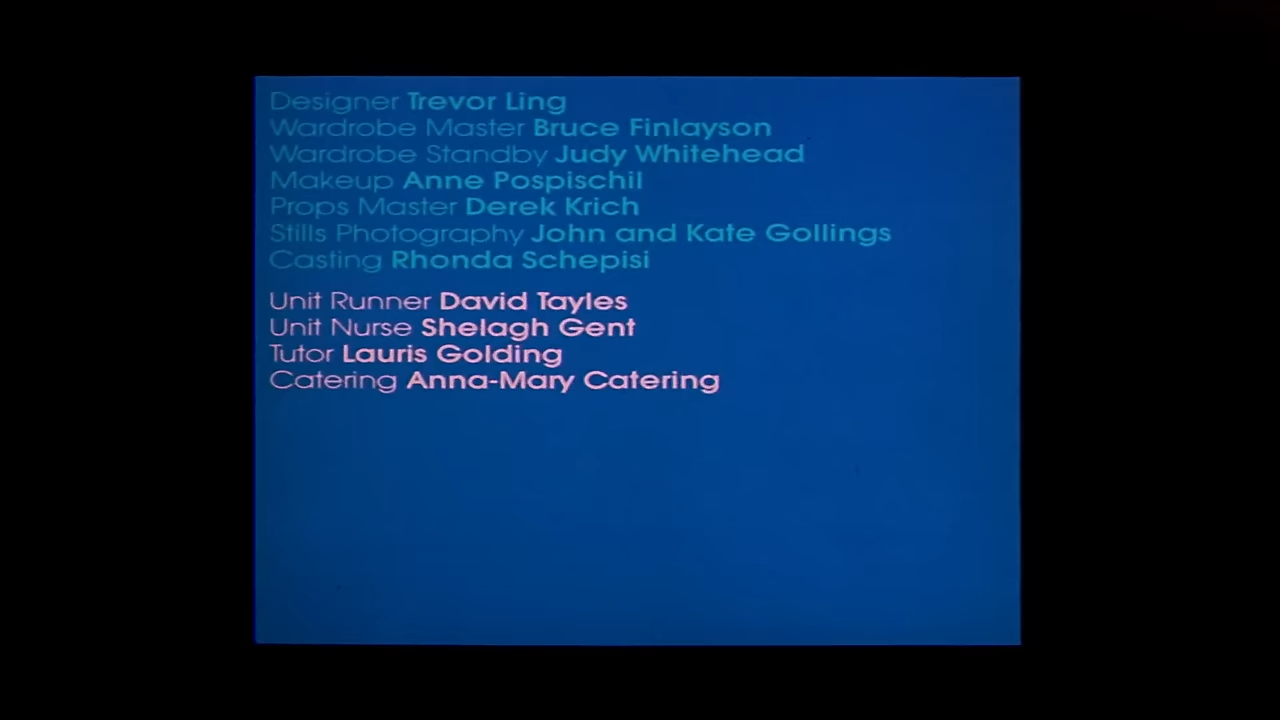 Designer Trevor Ling
Wardrobe Master Bruce Finlayson
Wardrobe Standby Judy Whitehead
Makeup Anne Pospischil
Props Master Derek Krich
Stills Photography John and Kate Gollings
Casting Rhonda Schepisi
Unit Runner David Tayles
Unit Nurse Shelagh Gent
Tutor Lauris Golding
Catering Anna-Mary Catering